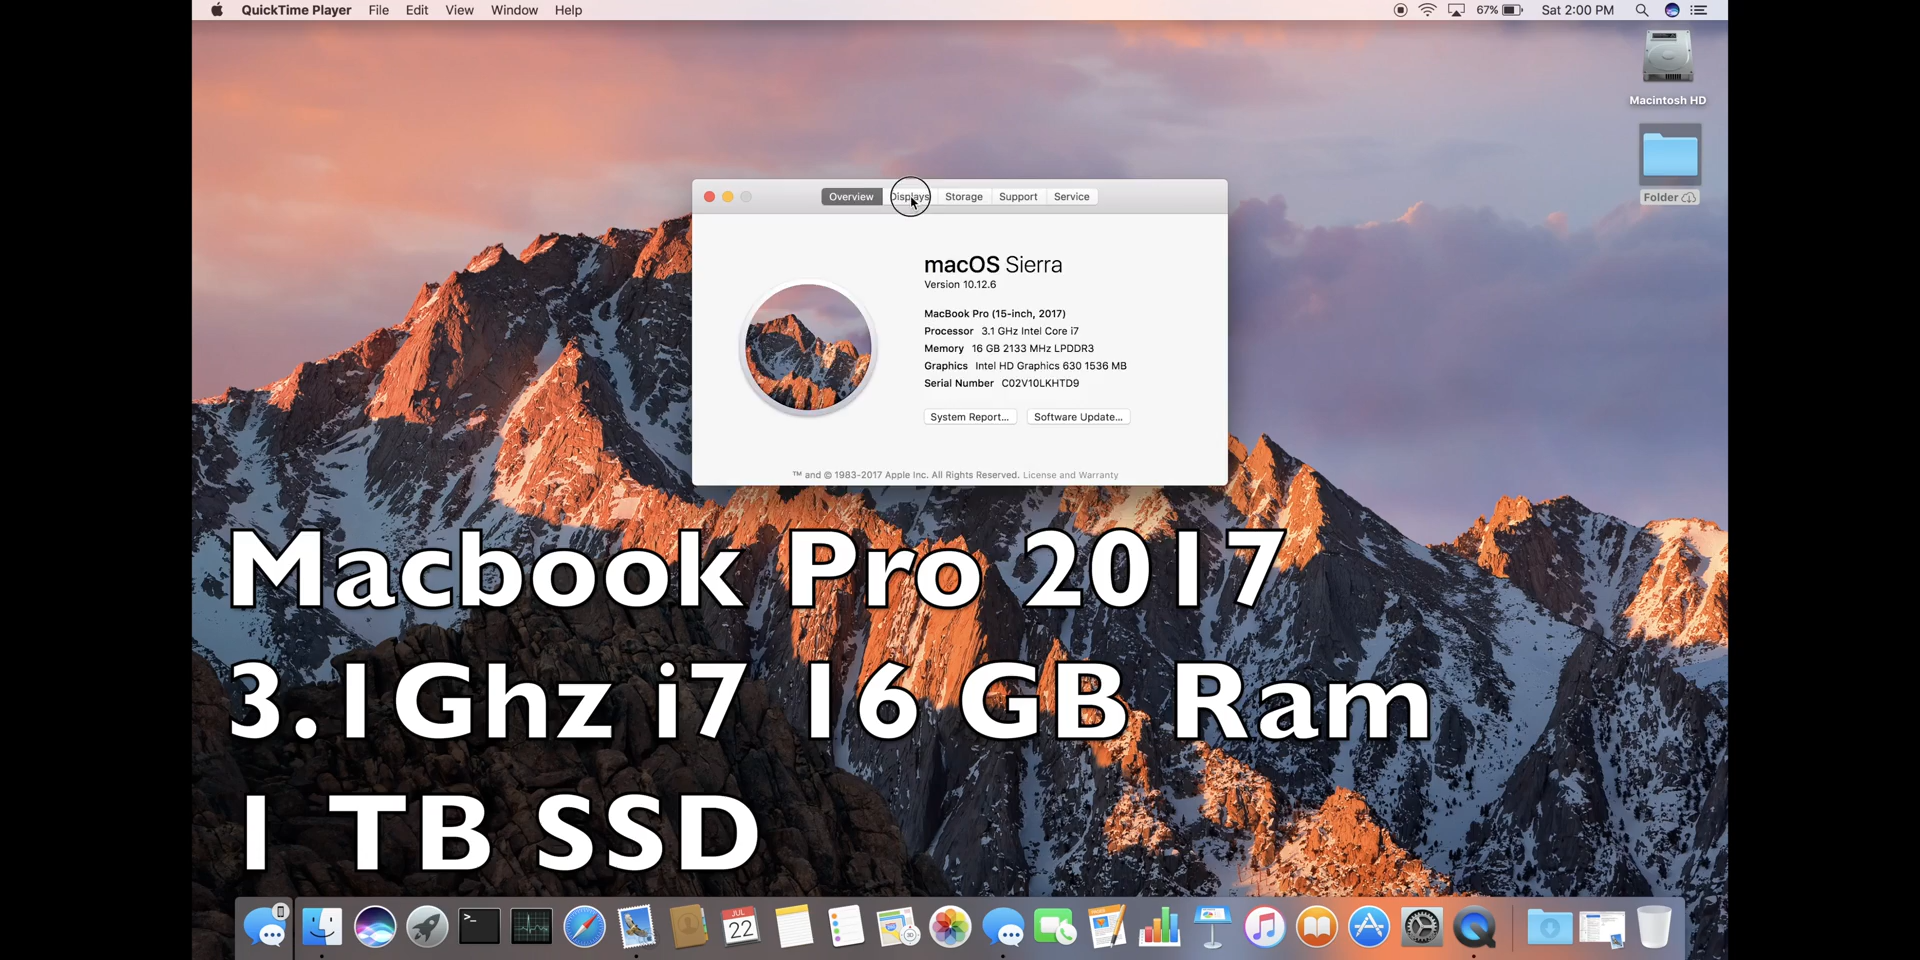 QuickTime Player File Edit View Window Help 67% Sat 2:00 PM
Macintosh HD
Folder
Overview Displays Storage Support Service
macOS Sierra
Version 10.12.6
MacBook Pro (15-inch, 2017)
Processor 3.1 GHz Intel Core i7
Memory 16 GB 2133 MHz LPDDR3
Graphics Intel HD Graphics 630 1536 MB
Serial Number C02V10LKHTD9
System Report... Software Update...
™ and © 1983-2017 Apple Inc. All Rights Reserved. License and Warranty
Macbook Pro 2017
3.1Ghz i7 16 GB Ram
1 TB SSD
JUL
22